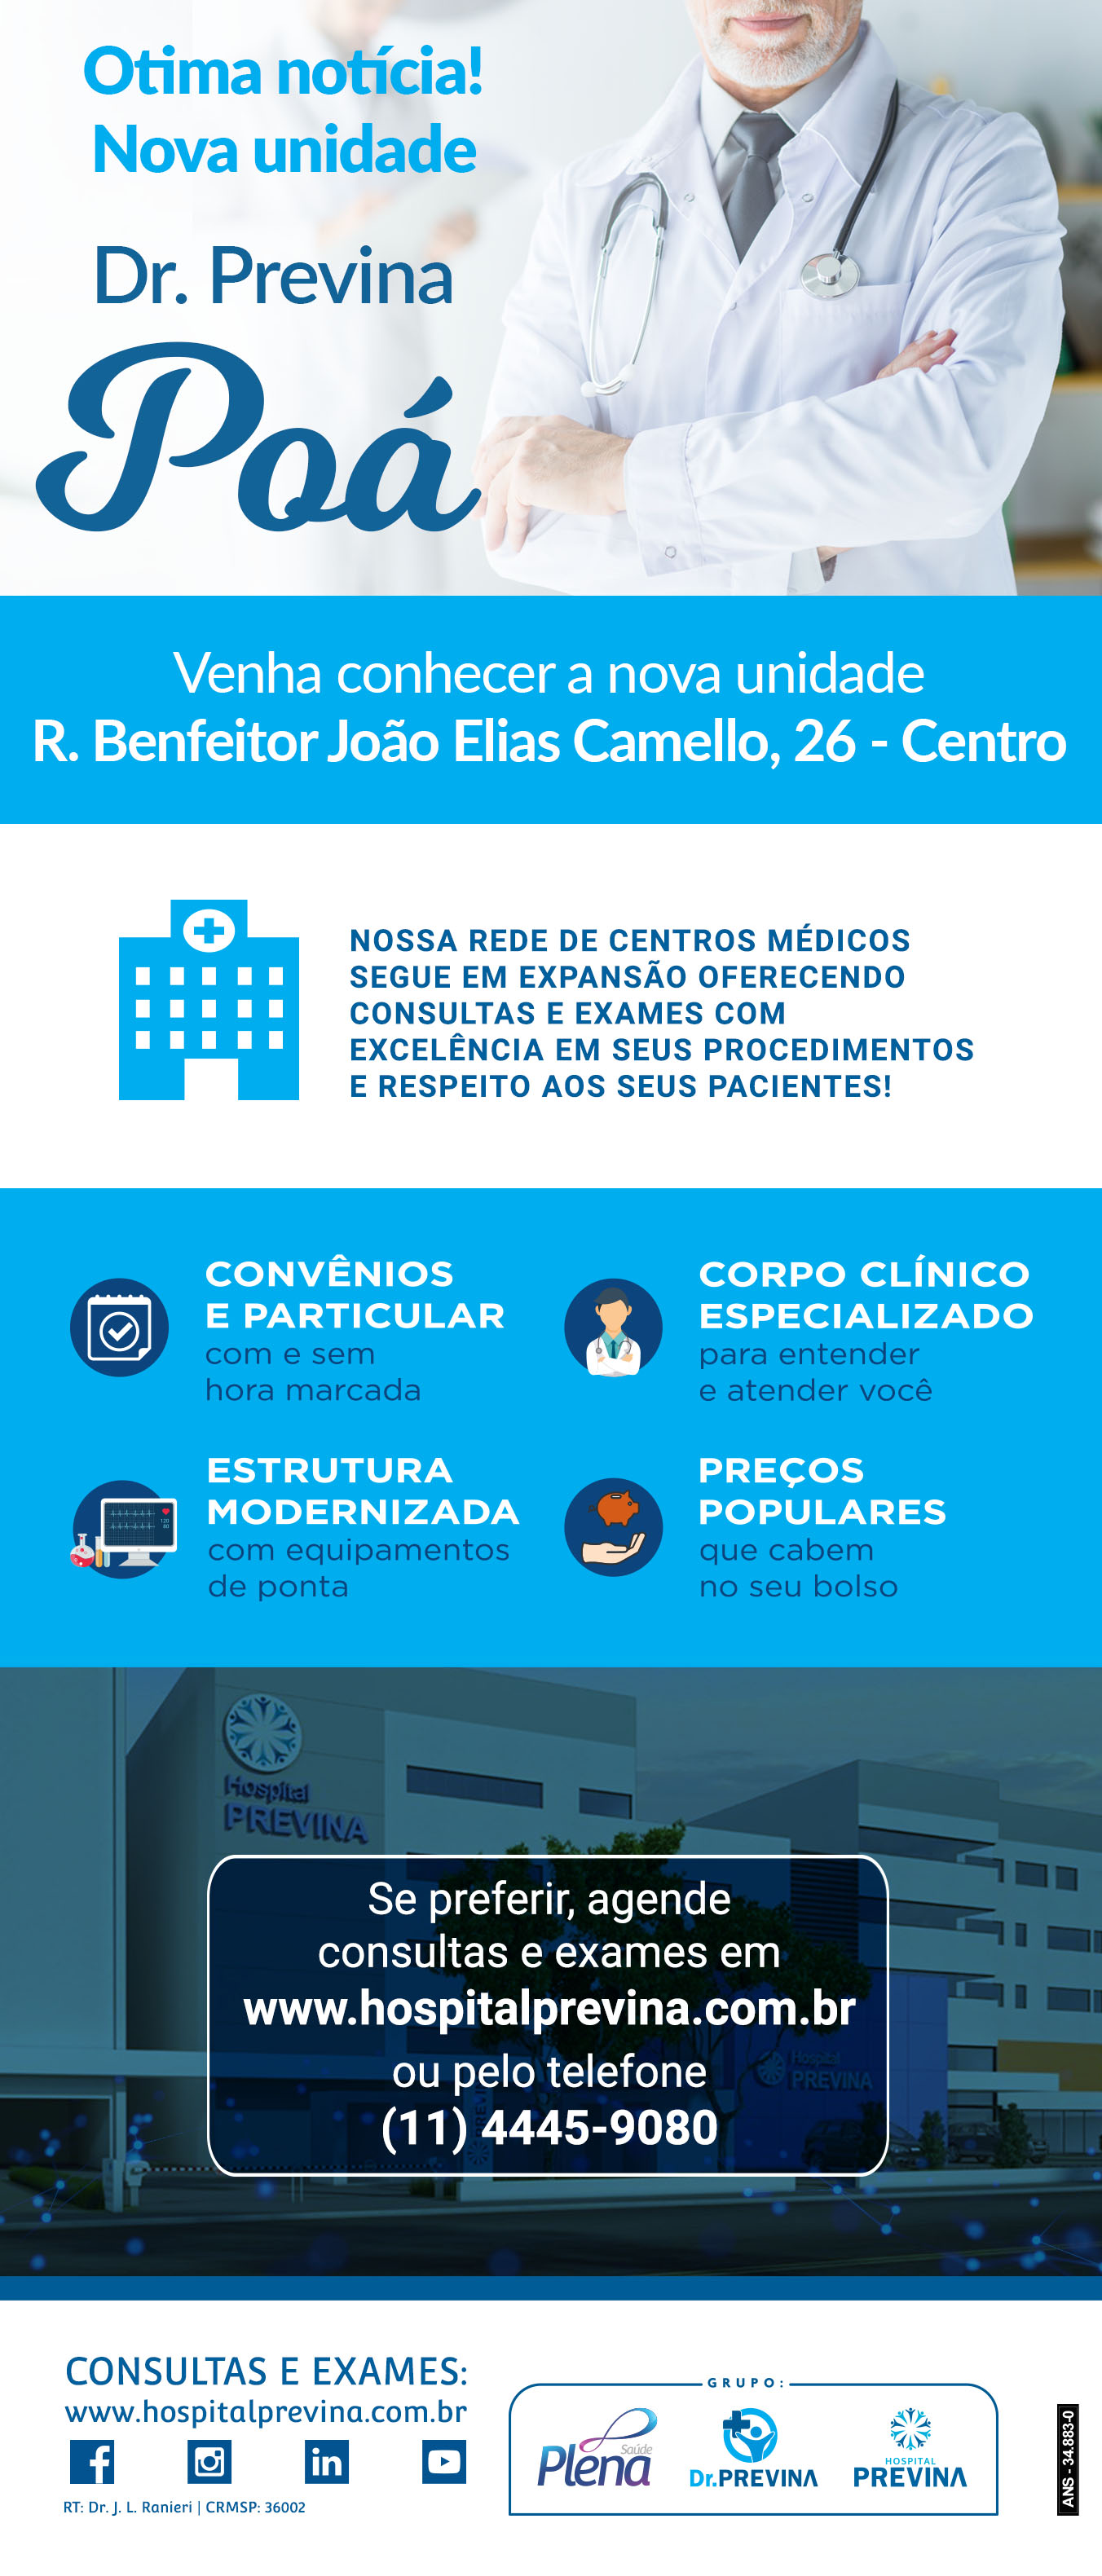 Otima notícia!
Nova unidade
Dr. Previna
Poá
Venha conhecer a nova unidade
R. Benfeitor João Elias Camello, 26 - Centro
NOSSA REDE DE CENTROS MÉDICOS
SEGUE EM EXPANSÃO OFERECENDO
CONSULTAS E EXAMES COM
EXCELÊNCIA EM SEUS PROCEDIMENTOS
E RESPEITO AOS SEUS PACIENTES!
CONVÊNIOS
E PARTICULAR
com e sem
hora marcada
CORPO CLÍNICO
ESPECIALIZADO
para entender
e atender você
ESTRUTURA
MODERNIZADA
com equipamentos
de ponta
120
80
PREÇOS
POPULARES
que cabem
no seu bolso
Hospital
PREVINA
Se preferir, agende
consultas e exames em
www.hospitalprevina.com.br
ou pelo telefone
(11) 4445-9080
Hospital
PREVINA
CONSULTAS E EXAMES:
www.hospitalprevina.com.br
RT: Dr. J. L. Ranieri | CRMSP: 36002
GRUPO:
Plena
Saúde
Dr.PREVINA
HOSPITAL
PREVINA
ANS - 34.883-0